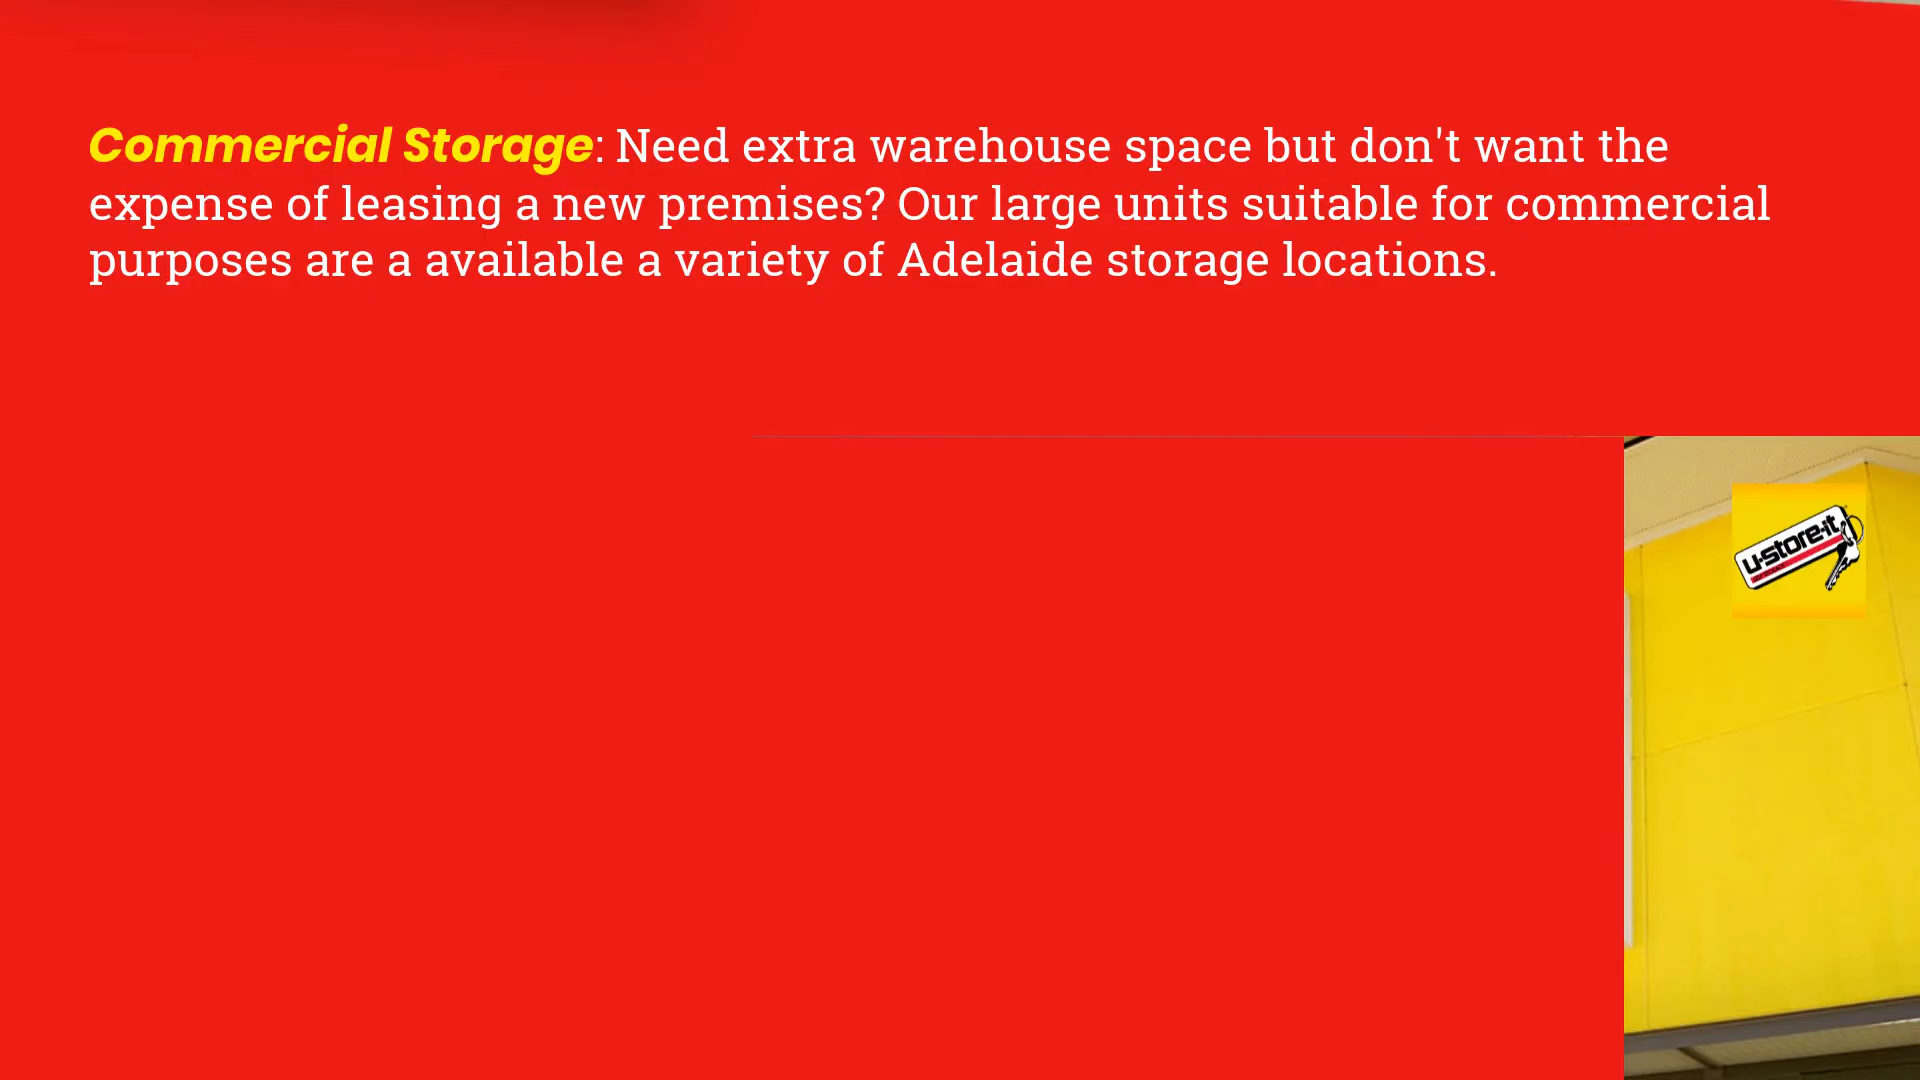 Commercial Storage: Need extra warehouse space but don't want the
expense of leasing a new premises? Our large units suitable for commercial
purposes are a available a variety of Adelaide storage locations.
u-store-it